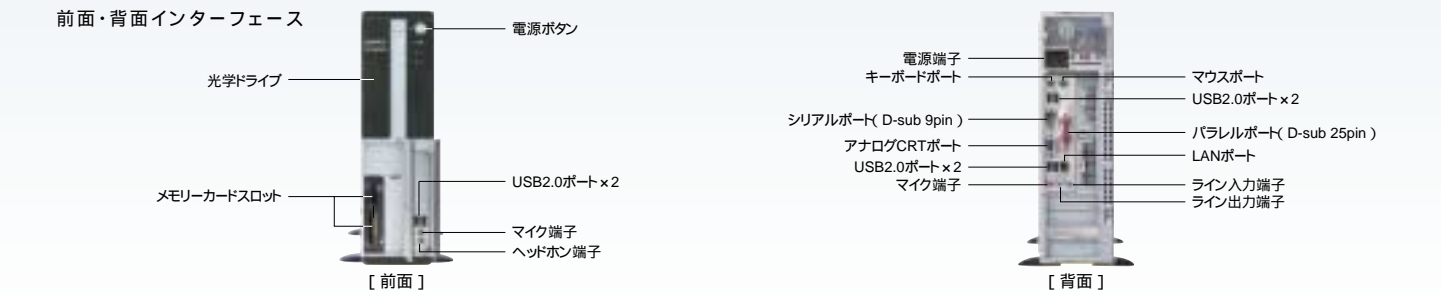 前面・背面インターフェース
電源ボタン
光学ドライブ
メモリーカードスロット
USB2.0ポート×2
マイク端子
ヘッドホン端子
[ 前面 ]
電源端子
キーボードポート
マウスポート
USB2.0ポート×2
シリアルポート( D-sub 9pin )
パラレルポート( D-sub 25pin )
アナログCRTポート
LANポート
USB2.0ポート×2
マイク端子
ライン入力端子
ライン出力端子
[ 背面 ]